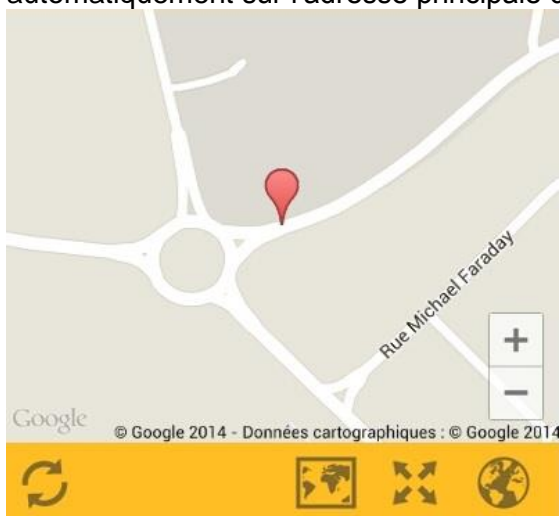 automatiquement sur l'adresse principale
Rue Michael Faraday
+
−
Google
© Google 2014 - Données cartographiques : © Google 2014